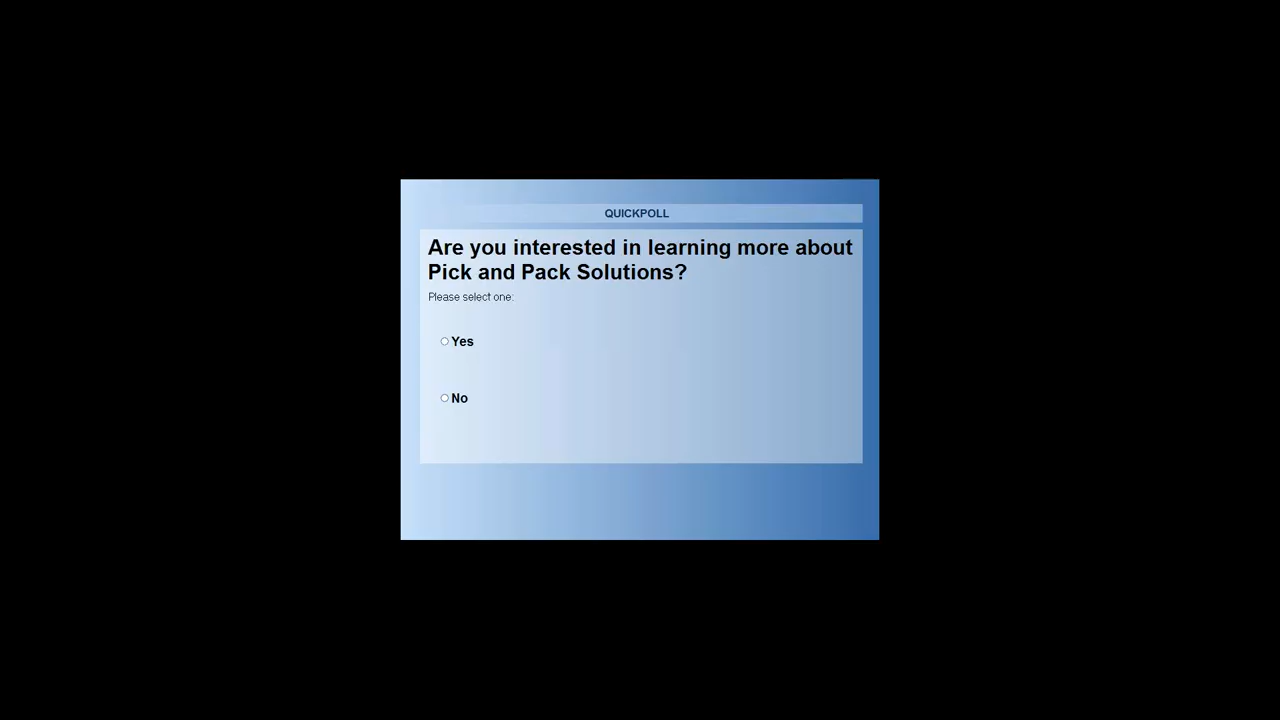 QUICKPOLL
Are you interested in learning more about
Pick and Pack Solutions?
Please select one:
Yes
No